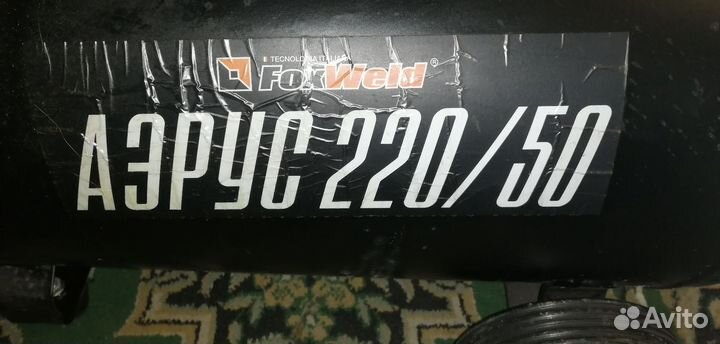 TECNOLOGIA ITALIANA
FoxWeld®
АЭРУС 220/50
Avito